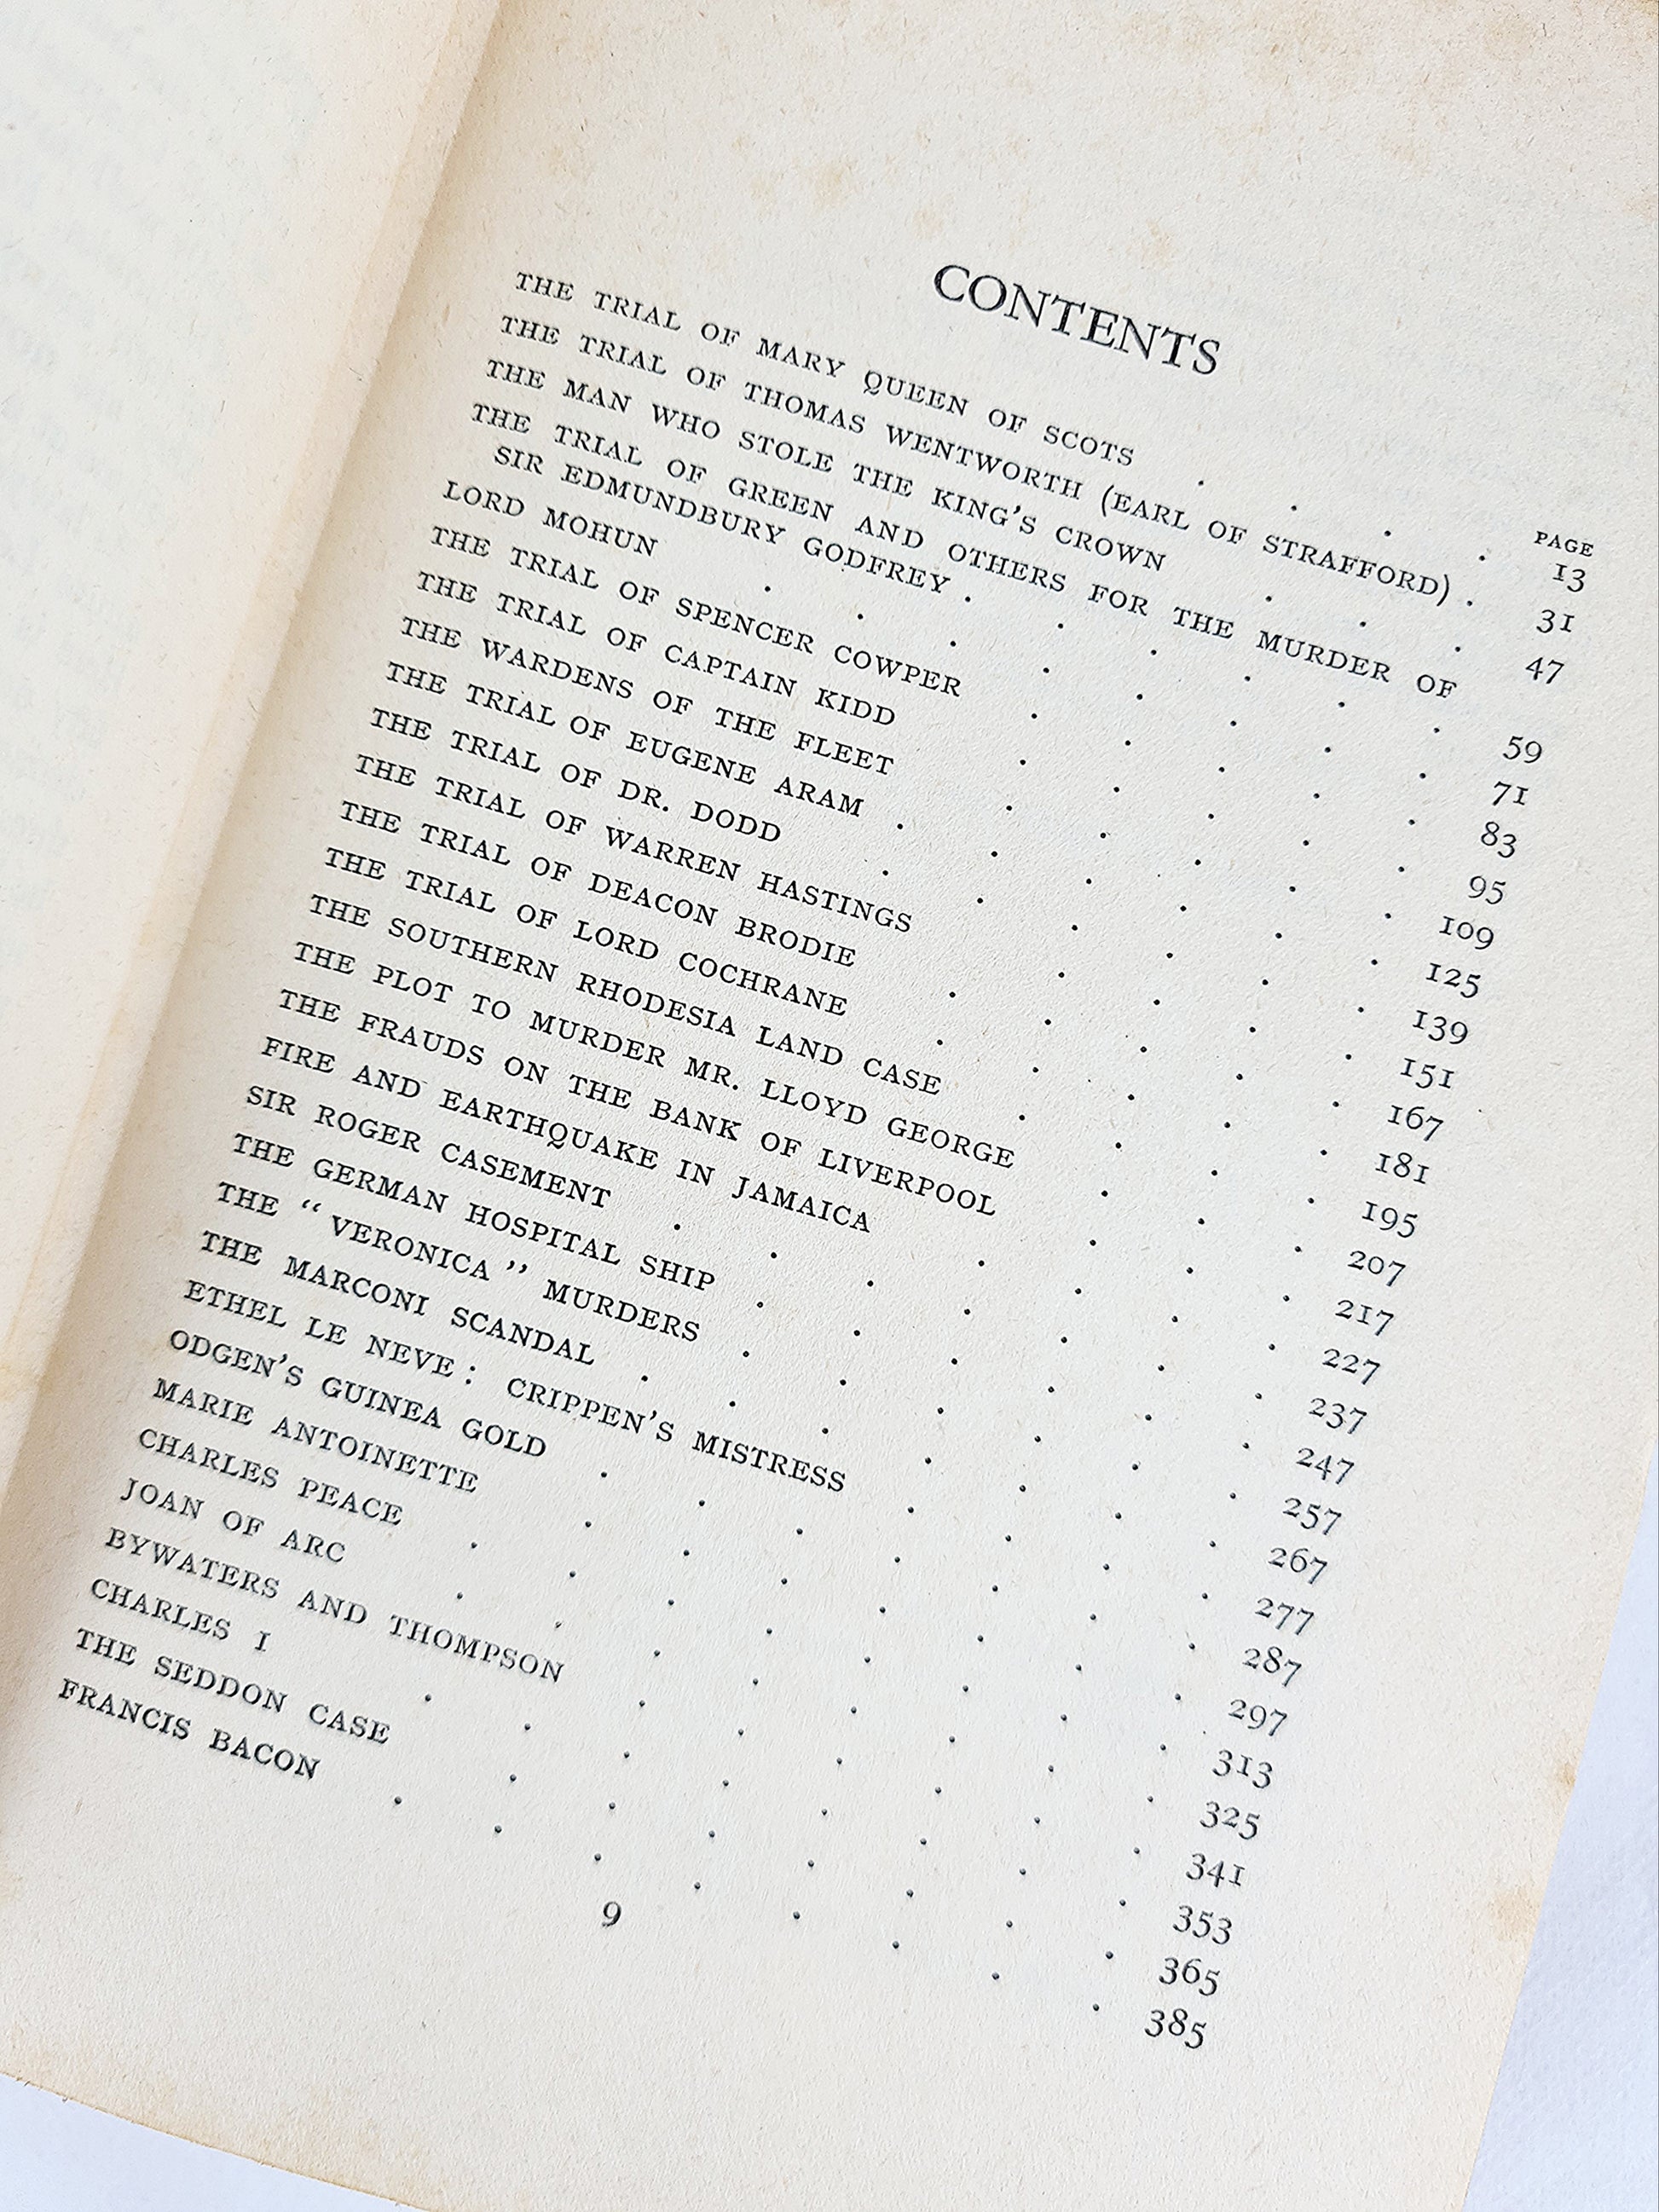 CONTENTS
PAGE
THE TRIAL OF MARY QUEEN OF SCOTS . . . . 13
THE TRIAL OF THOMAS WENTWORTH (EARL OF STRAFFORD) . 31
THE MAN WHO STOLE THE KING'S CROWN . . . 47
THE TRIAL OF GREEN AND OTHERS FOR THE MURDER OF
SIR EDMUNDBURY GODFREY . . . . . . 59
LORD MOHUN . . . . . . . . 71
THE TRIAL OF SPENCER COWPER . . . . . 83
THE TRIAL OF CAPTAIN KIDD . . . . . 95
THE WARDENS OF THE FLEET . . . . . 109
THE TRIAL OF EUGENE ARAM . . . . . 125
THE TRIAL OF DR. DODD . . . . . . 139
THE TRIAL OF WARREN HASTINGS . . . . . 151
THE TRIAL OF DEACON BRODIE . . . . . 167
THE TRIAL OF LORD COCHRANE . . . . . 181
THE SOUTHERN RHODESIA LAND CASE . . . . 195
THE PLOT TO MURDER MR. LLOYD GEORGE . . . 207
THE FRAUDS ON THE BANK OF LIVERPOOL . . . 217
FIRE AND EARTHQUAKE IN JAMAICA . . . . 227
SIR ROGER CASEMENT . . . . . . 237
THE GERMAN HOSPITAL SHIP . . . . . 247
THE “ VERONICA ” MURDERS . . . . . 257
THE MARCONI SCANDAL . . . . . . 267
ETHEL LE NEVE : CRIPPEN'S MISTRESS . . . . 277
ODGEN'S GUINEA GOLD . . . . . . 287
MARIE ANTOINETTE . . . . . . 297
CHARLES PEACE . . . . . . . 313
JOAN OF ARC . . . . . . . 325
BYWATERS AND THOMPSON . . . . . 341
CHARLES I . . . . . . . 353
THE SEDDON CASE . . . . . . 365
FRANCIS BACON . . . . . . . 385
9